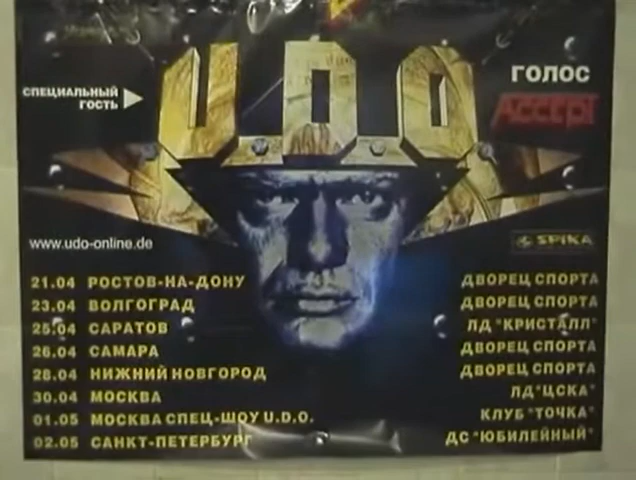 U.D.O
СПЕЦИАЛЬНЫЙ
ГОСТЬ
ГОЛОС
ACCEPT
www.udo-online.de
SPIKA
21.04 РОСТОВ-НА-ДОНУ ДВОРЕЦ СПОРТА
23.04 ВОЛГОГРАД ДВОРЕЦ СПОРТА
25.04 САРАТОВ ЛД "КРИСТАЛЛ"
26.04 САМАРА ДВОРЕЦ СПОРТА
28.04 НИЖНИЙ НОВГОРОД ДВОРЕЦ СПОРТА
30.04 МОСКВА ЛД "ЦСКА"
01.05 МОСКВА СПЕЦ-ШОУ U.D.O. КЛУБ "ТОЧКА"
02.05 САНКТ-ПЕТЕРБУРГ ДС "ЮБИЛЕЙНЫЙ"